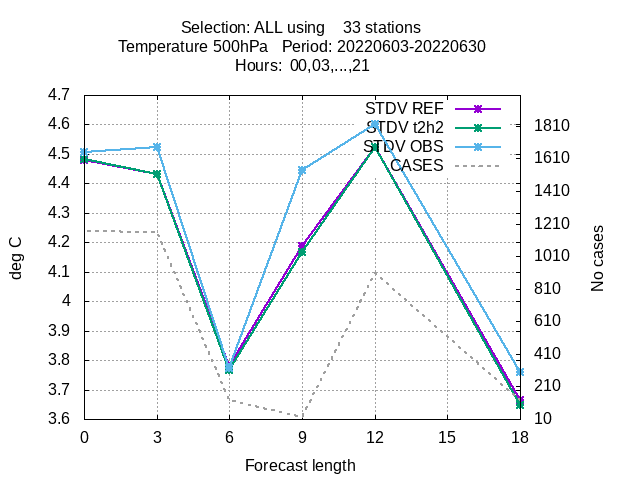 Selection: ALL using    33 stations
Temperature 500hPa   Period: 20220603-20220630
Hours:  00,03,...,21
STDV REF
STDV t2h2
STDV OBS
CASES
deg C
4.7
4.6
4.5
4.4
4.3
4.2
4.1
4
3.9
3.8
3.7
3.6
No cases
1810
1610
1410
1210
1010
810
610
410
210
10
0 3 6 9 12 15 18
Forecast length